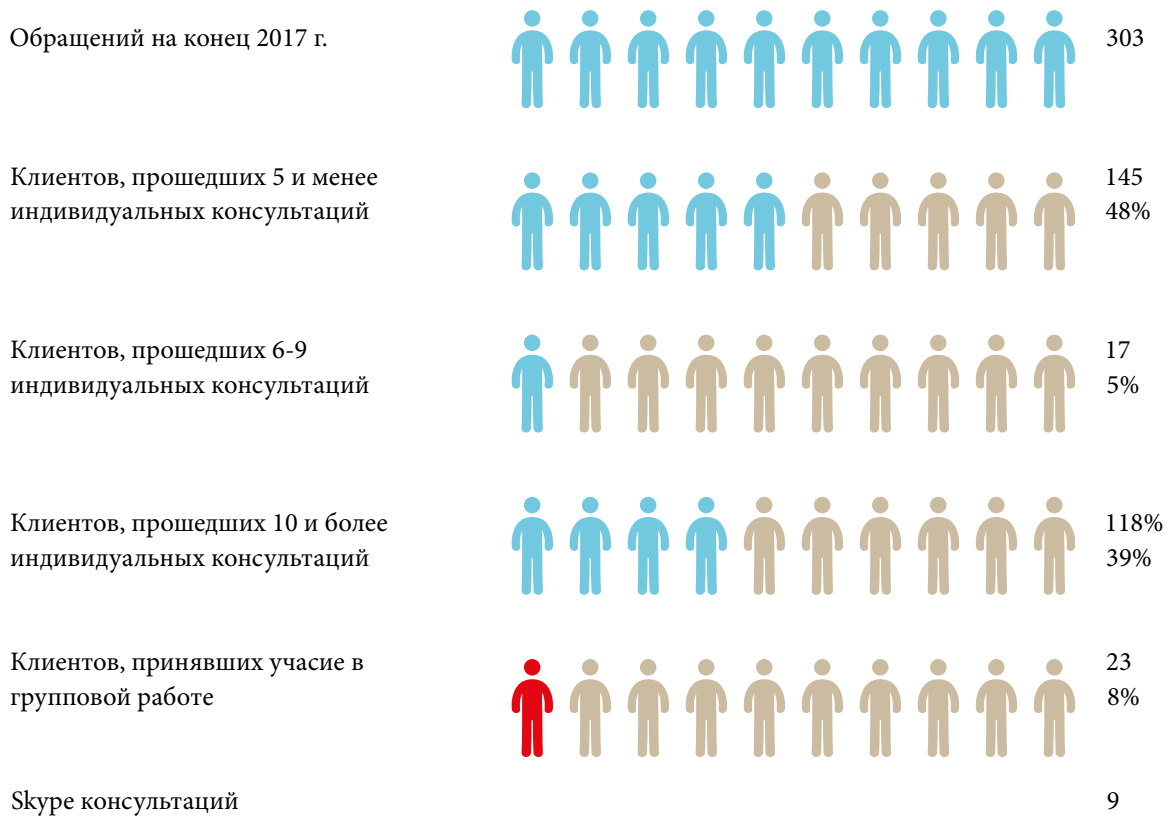 Обращений на конец 2017 г.
303
Клиентов, прошедших 5 и менее
индивидуальных консультаций
145
48%
Клиентов, прошедших 6-9
индивидуальных консультаций
17
5%
Клиентов, прошедших 10 и более
индивидуальных консультаций
118%
39%
Клиентов, принявших учасие в
групповой работе
23
8%
Skype консультаций
9